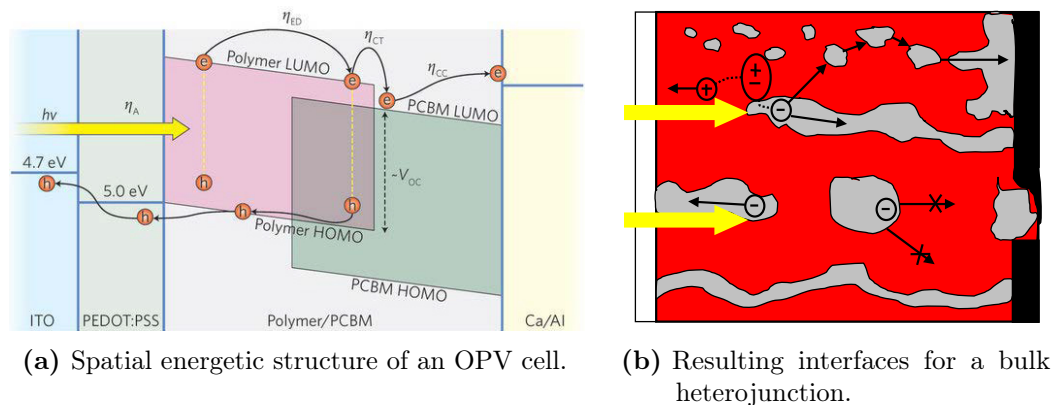 η_ED
η_CT
η_CC
η_A
hν
e
e
e
e
Polymer LUMO
PCBM LUMO
~V_OC
4.7 eV
5.0 eV
h
h
h
h
h
Polymer HOMO
PCBM HOMO
ITO
PEDOT:PSS
Polymer/PCBM
Ca/Al
+
+
−
−
−
−
(a) Spatial energetic structure of an OPV cell.
(b) Resulting interfaces for a bulk
heterojunction.